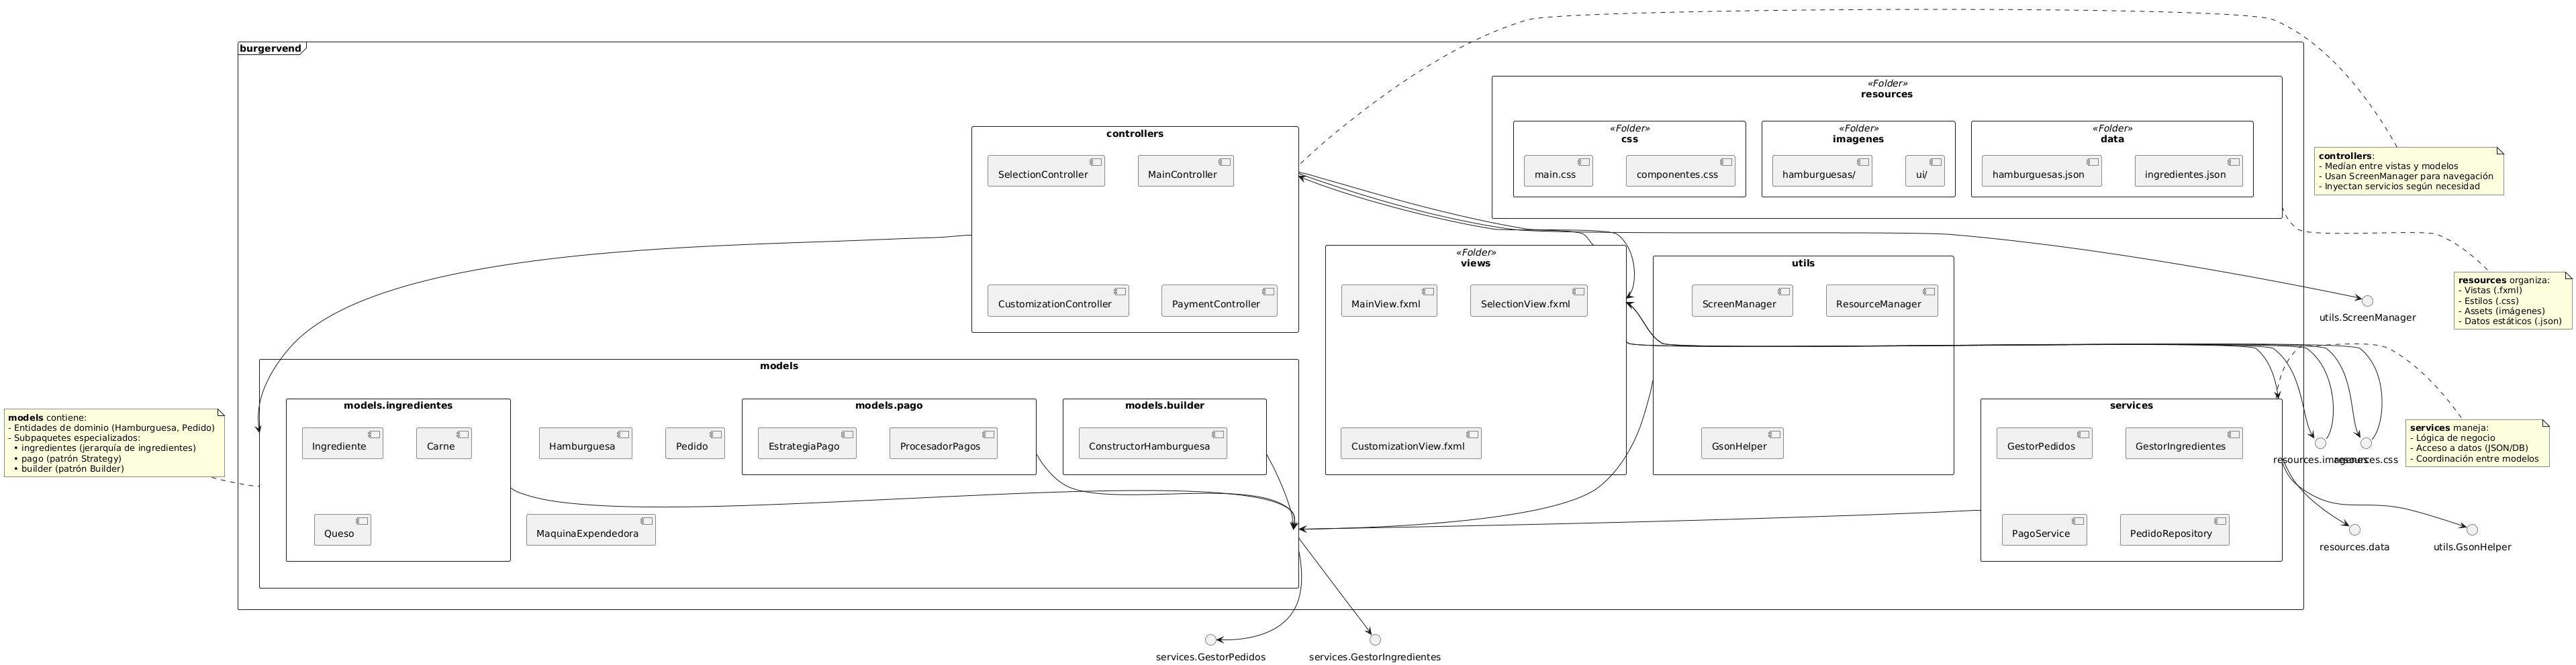 burgervend
«Folder»
resources
«Folder»
css
main.css
componentes.css
«Folder»
imagenes
hamburguesas/
ui/
«Folder»
data
hamburguesas.json
ingredientes.json
controllers
SelectionController
MainController
CustomizationController
PaymentController
controllers:
- Medían entre vistas y modelos
- Usan ScreenManager para navegación
- Inyectan servicios según necesidad
«Folder»
views
MainView.fxml
SelectionView.fxml
CustomizationView.fxml
utils
ScreenManager
ResourceManager
GsonHelper
utils.ScreenManager
resources organiza:
- Vistas (.fxml)
- Estilos (.css)
- Assets (imágenes)
- Datos estáticos (.json)
models
models.ingredientes
Ingrediente
Carne
Queso
Hamburguesa
Pedido
MaquinaExpendedora
models.pago
EstrategiaPago
ProcesadorPagos
models.builder
ConstructorHamburguesa
models contiene:
- Entidades de dominio (Hamburguesa, Pedido)
- Subpaquetes especializados:
• ingredientes (jerarquía de ingredientes)
• pago (patrón Strategy)
• builder (patrón Builder)
services
GestorPedidos
GestorIngredientes
PagoService
PedidoRepository
resources.imagenes
resources.css
services maneja:
- Lógica de negocio
- Acceso a datos (JSON/DB)
- Coordinación entre modelos
resources.data
utils.GsonHelper
services.GestorPedidos
services.GestorIngredientes